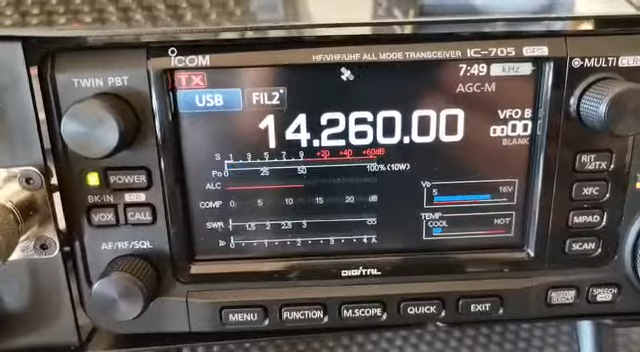 ICOM
HF/VHF/UHF ALL MODE TRANSCEIVER IC-705 GPS
TWIN PBT
TX
7:49 kHz
MULTI
USB FIL2
AGC-M
14.260.00
VFO B
BLANK
S 1 3 5 7 9 +20 +40 +60dB
Po 0 25 50 100%(10W)
ALC
COMP 0 5 10 15 20 dB
SWR 1 1.5 2 2.5 3 ∞
ID 0 1 2 3 4 A
VD 5 16V
TEMP
COOL HOT
POWER
BK-IN
VOX CALL
AF/RF/SQL
RIT
/ΔTX
XFC
MPAD
SCAN
DIGITAL
MENU FUNCTION M.SCOPE QUICK EXIT
SPEECH